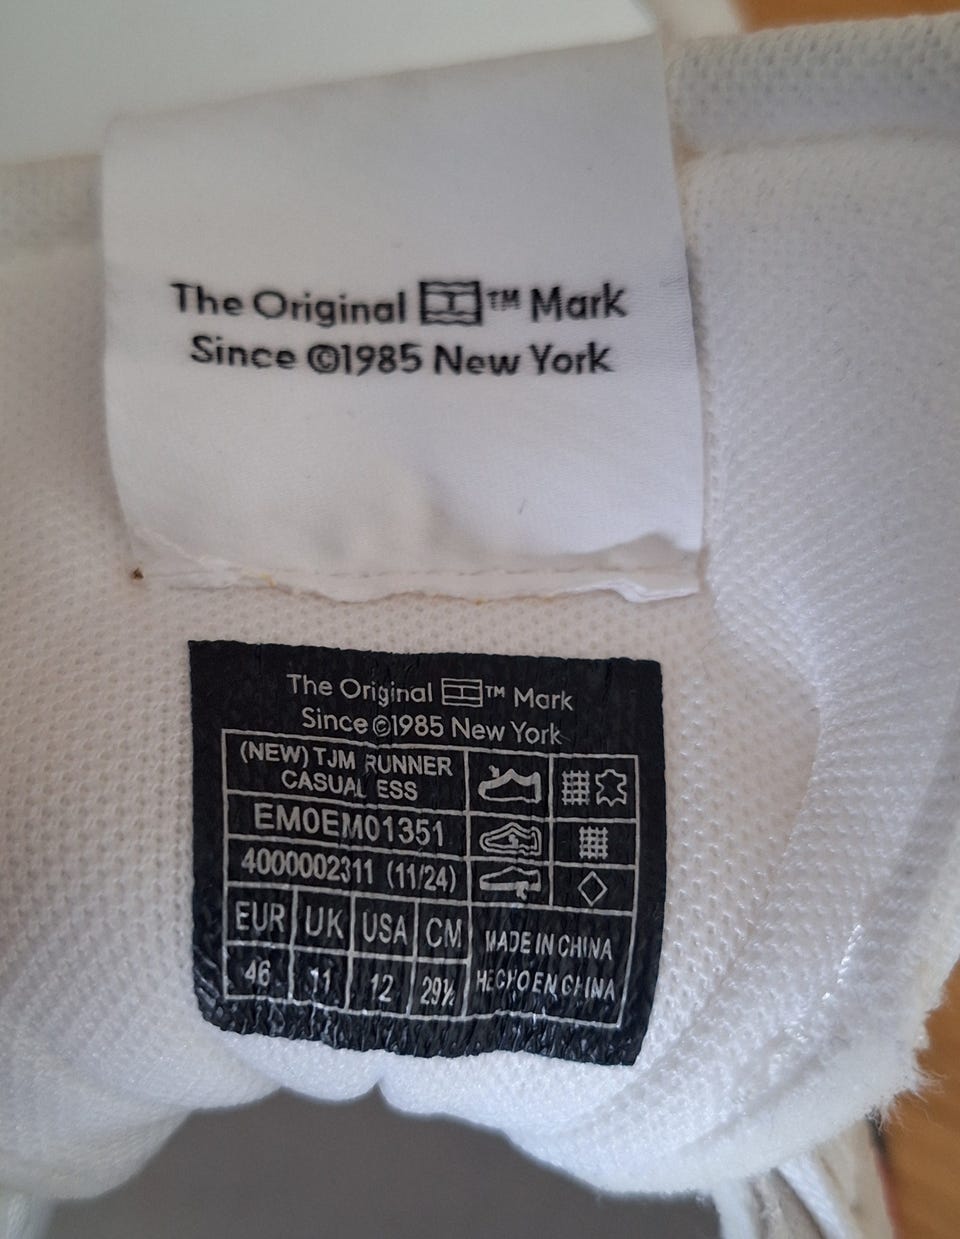 The Original ™ Mark
Since ©1985 New York
The Original ™ Mark
Since ©1985 New York
(NEW) TJM RUNNER
CASUAL ESS
EM0EM01351
4000002311 (11/24)
EUR UK USA CM
46 11 12 29½
MADE IN CHINA
HECHO EN CHINA